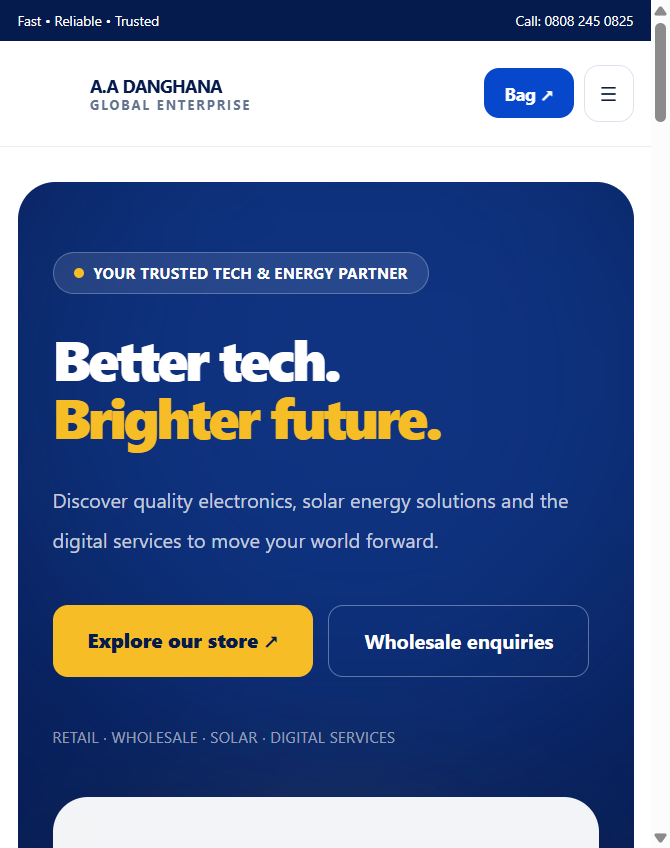 Fast • Reliable • Trusted
Call: 0808 245 0825
A.A DANGHANA
GLOBAL ENTERPRISE
Bag ↗
☰
YOUR TRUSTED TECH & ENERGY PARTNER
Better tech.
Brighter future.
Discover quality electronics, solar energy solutions and the
digital services to move your world forward.
Explore our store ↗
Wholesale enquiries
RETAIL · WHOLESALE · SOLAR · DIGITAL SERVICES